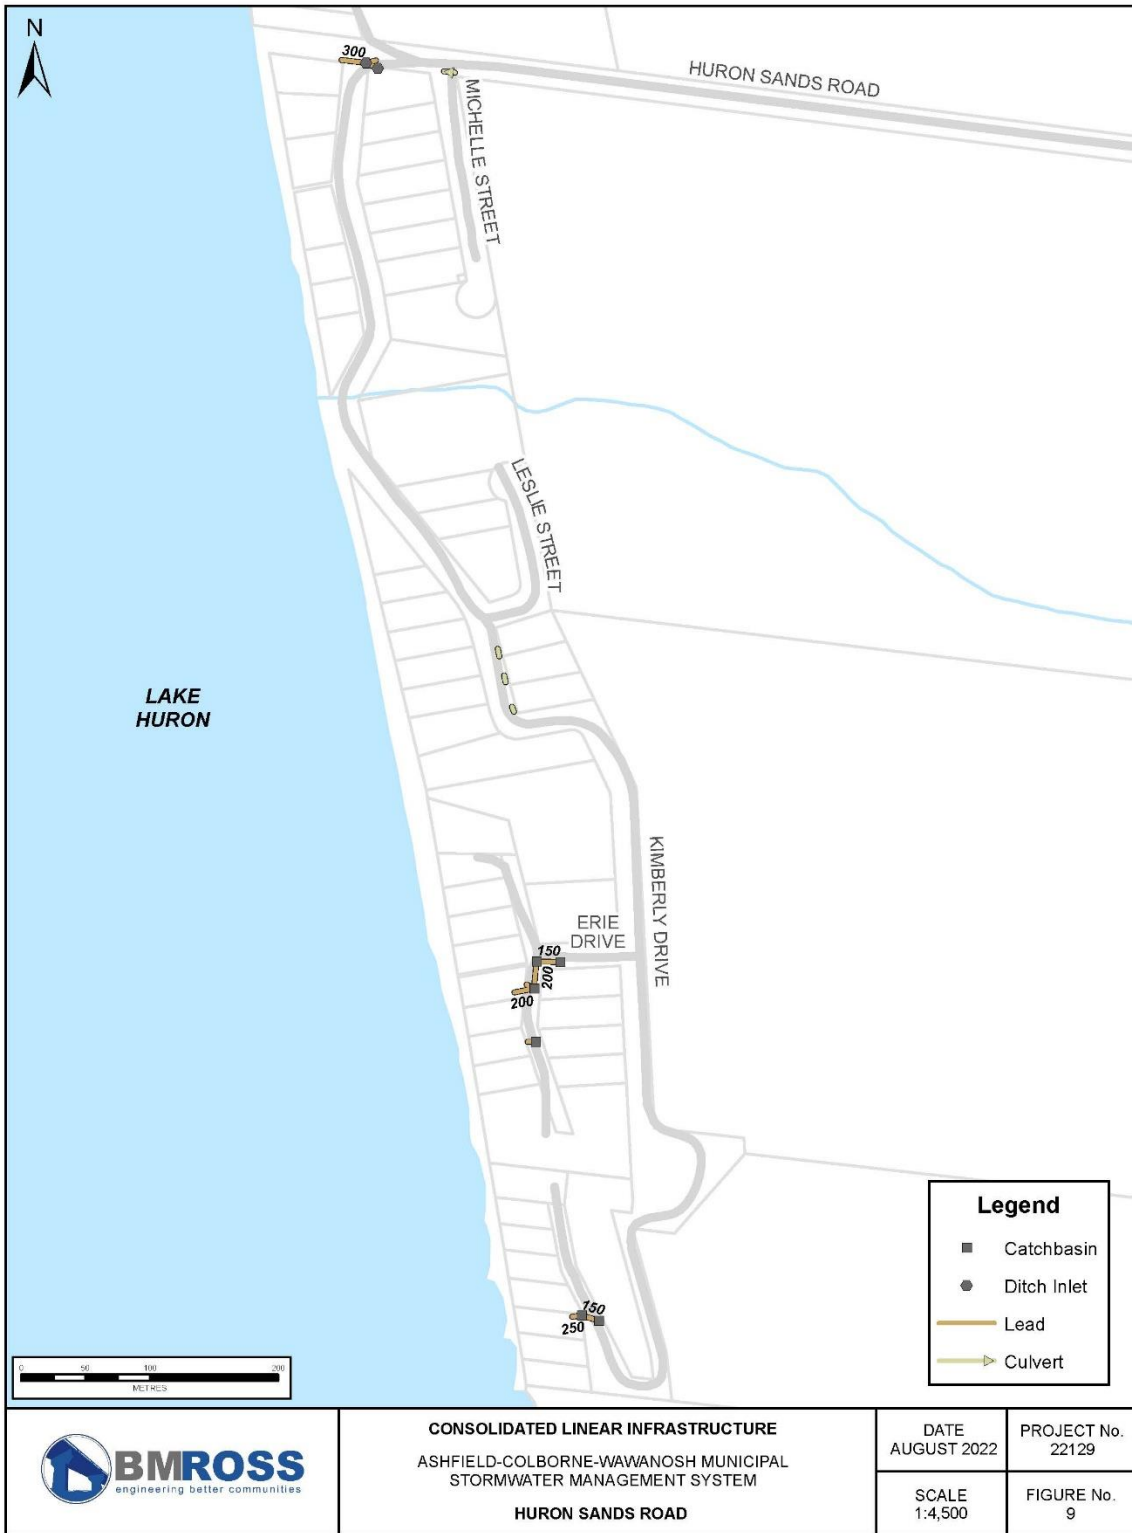 N
300
HURON SANDS ROAD
MICHELLE STREET
LESLIE STREET
LAKE
HURON
KIMBERLY DRIVE
ERIE
DRIVE
150
200
200
150
250
Legend
Catchbasin
Ditch Inlet
Lead
Culvert
0 50 100 200
METRES
BMROSS
engineering better communities
CONSOLIDATED LINEAR INFRASTRUCTURE
ASHFIELD-COLBORNE-WAWANOSH MUNICIPAL
STORMWATER MANAGEMENT SYSTEM
HURON SANDS ROAD
DATE
AUGUST 2022
PROJECT No.
22129
SCALE
1:4,500
FIGURE No.
9